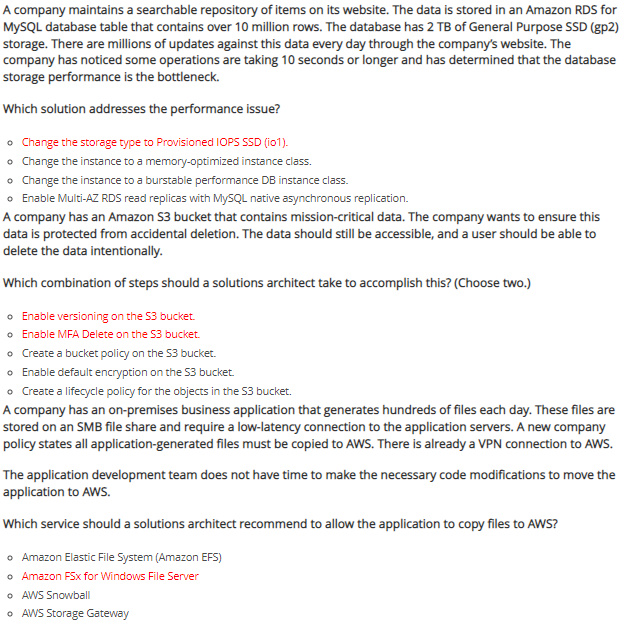 A company maintains a searchable repository of items on its website. The data is stored in an Amazon RDS for
MySQL database table that contains over 10 million rows. The database has 2 TB of General Purpose SSD (gp2)
storage. There are millions of updates against this data every day through the company's website. The
company has noticed some operations are taking 10 seconds or longer and has determined that the database
storage performance is the bottleneck.
Which solution addresses the performance issue?
Change the storage type to Provisioned IOPS SSD (io1).
Change the instance to a memory-optimized instance class.
Change the instance to a burstable performance DB instance class.
Enable Multi-AZ RDS read replicas with MySQL native asynchronous replication.
A company has an Amazon S3 bucket that contains mission-critical data. The company wants to ensure this
data is protected from accidental deletion. The data should still be accessible, and a user should be able to
delete the data intentionally.
Which combination of steps should a solutions architect take to accomplish this? (Choose two.)
Enable versioning on the S3 bucket.
Enable MFA Delete on the S3 bucket.
Create a bucket policy on the S3 bucket.
Enable default encryption on the S3 bucket.
Create a lifecycle policy for the objects in the S3 bucket.
A company has an on-premises business application that generates hundreds of files each day. These files are
stored on an SMB file share and require a low-latency connection to the application servers. A new company
policy states all application-generated files must be copied to AWS. There is already a VPN connection to AWS.
The application development team does not have time to make the necessary code modifications to move the
application to AWS.
Which service should a solutions architect recommend to allow the application to copy files to AWS?
Amazon Elastic File System (Amazon EFS)
Amazon FSx for Windows File Server
AWS Snowball
AWS Storage Gateway